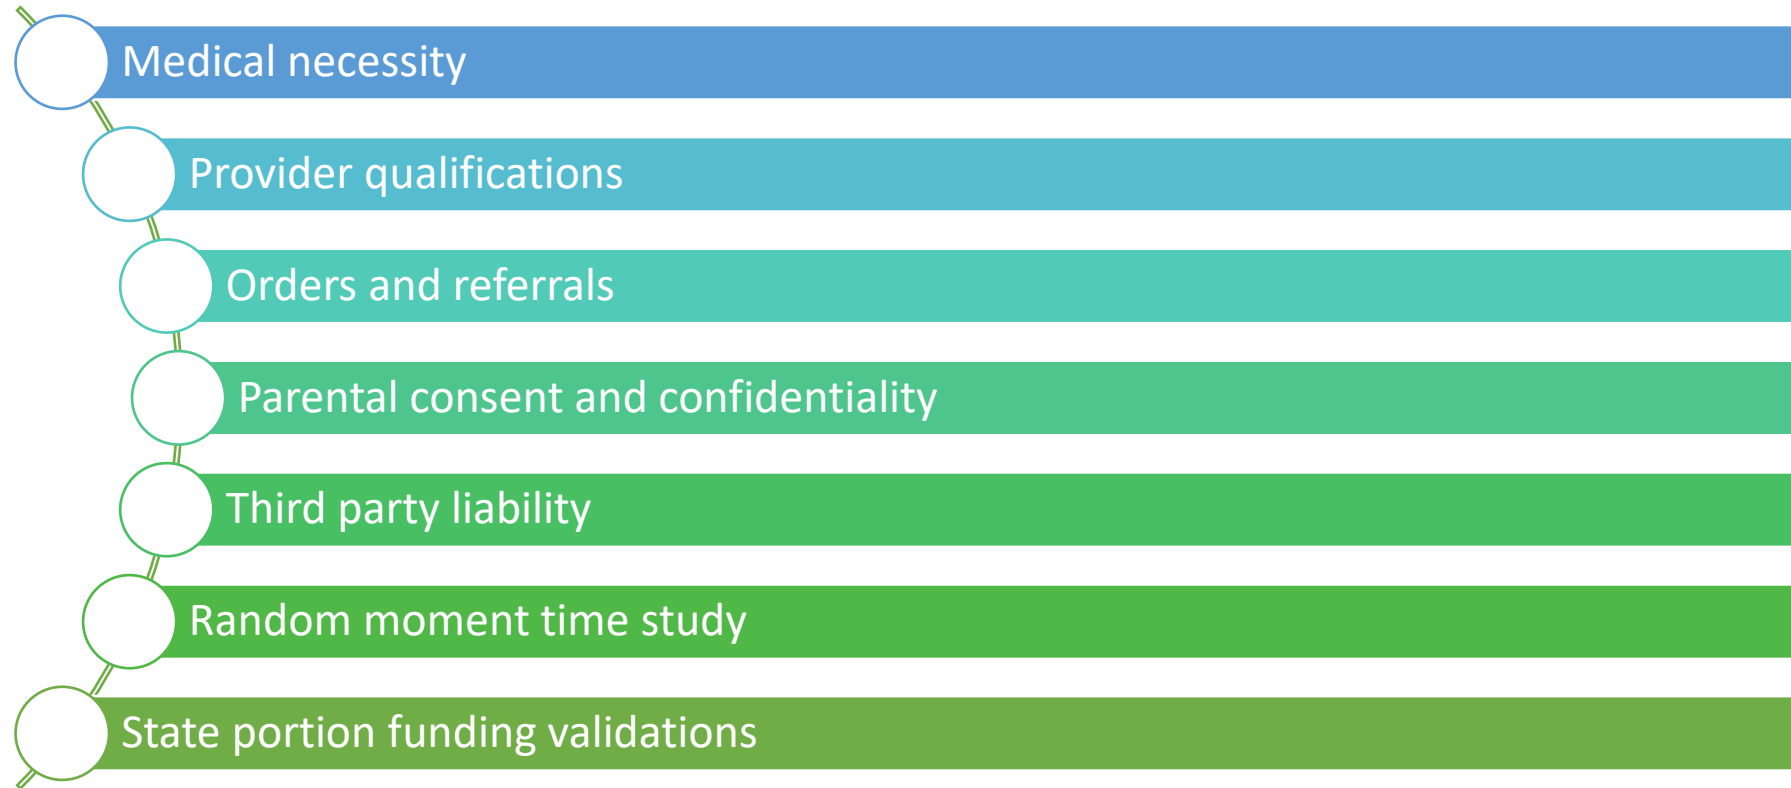 Medical necessity
Provider qualifications
Orders and referrals
Parental consent and confidentiality
Third party liability
Random moment time study
State portion funding validations